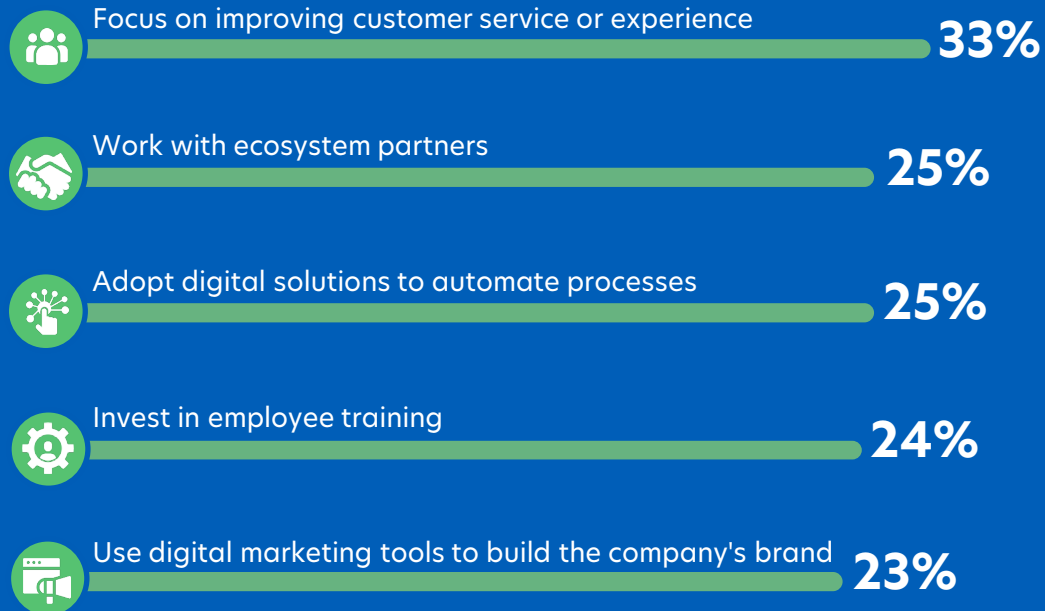 Focus on improving customer service or experience
33%
Work with ecosystem partners
25%
Adopt digital solutions to automate processes
25%
Invest in employee training
24%
Use digital marketing tools to build the company's brand
23%